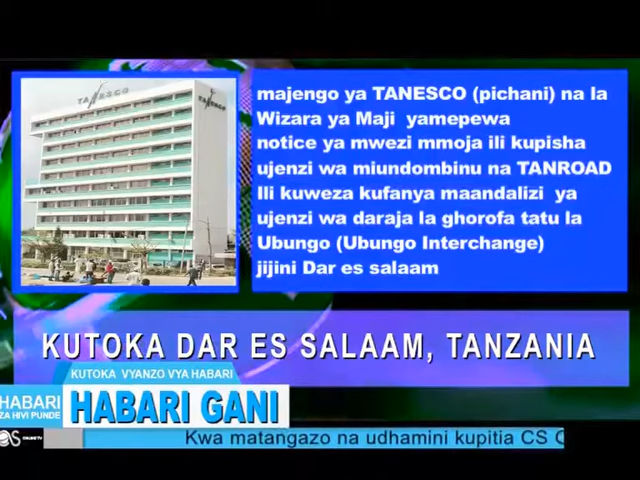 TANESCO
TANESCO
majengo ya TANESCO (pichani) na la
Wizara ya Maji yamepewa
notice ya mwezi mmoja ili kupisha
ujenzi wa miundombinu na TANROAD
Ili kuweza kufanya maandalizi ya
ujenzi wa daraja la ghorofa tatu la
Ubungo (Ubungo Interchange)
jijini Dar es salaam
KUTOKA DAR ES SALAAM, TANZANIA
KUTOKA VYANZO VYA HABARI
HABARI
ZA HIVI PUNDE
HABARI GANI
Kwa matangazo na udhamini kupitia CS